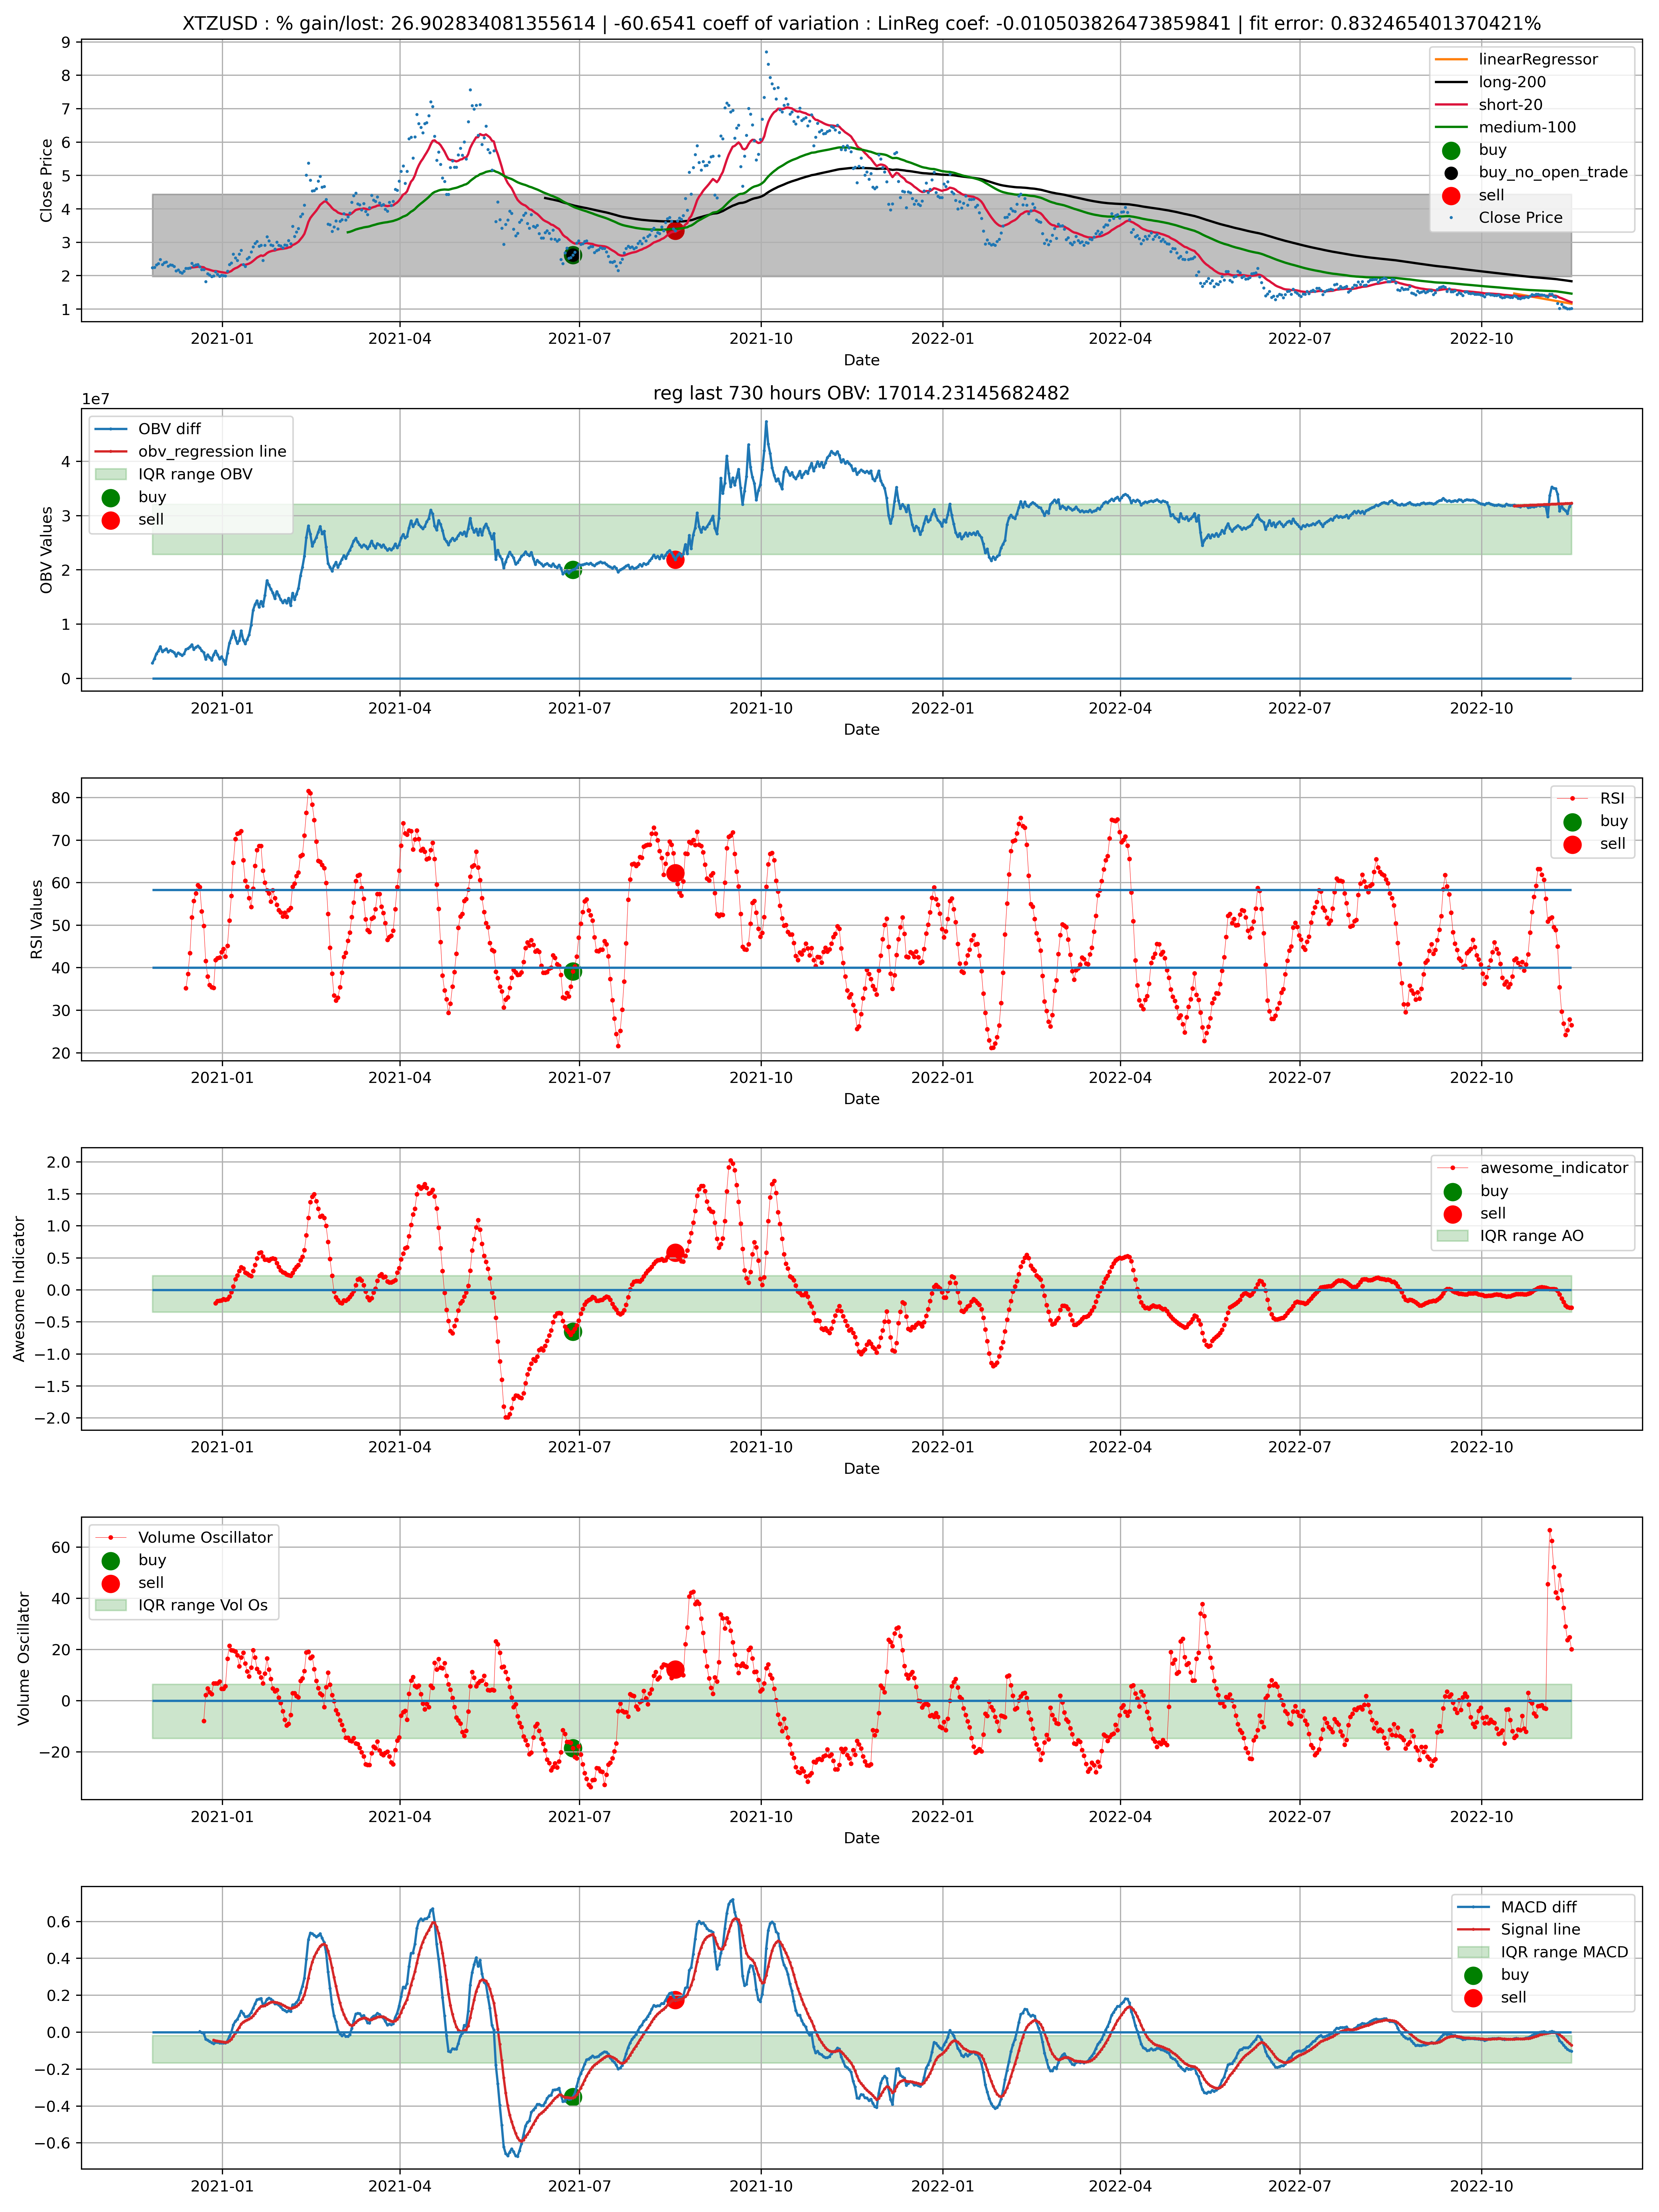 XTZUSD : % gain/lost: 26.902834081355614 | -60.6541 coeff of variation : LinReg coef: -0.010503826473859841 | fit error: 0.832465401370421%
9
8
7
6
5
4
3
2
1
Close Price
linearRegressor
long-200
short-20
medium-100
buy
buy_no_open_trade
sell
Close Price
2021-01 2021-04 2021-07 2021-10 2022-01 2022-04 2022-07 2022-10
Date
reg last 730 hours OBV: 17014.23145682482
1e7
4
3
2
1
0
OBV Values
OBV diff
obv_regression line
IQR range OBV
buy
sell
2021-01 2021-04 2021-07 2021-10 2022-01 2022-04 2022-07 2022-10
Date
80
70
60
50
40
30
20
RSI Values
RSI
buy
sell
2021-01 2021-04 2021-07 2021-10 2022-01 2022-04 2022-07 2022-10
Date
2.0
1.5
1.0
0.5
0.0
−0.5
−1.0
−1.5
−2.0
Awesome Indicator
awesome_indicator
buy
sell
IQR range AO
2021-01 2021-04 2021-07 2021-10 2022-01 2022-04 2022-07 2022-10
Date
60
40
20
0
−20
Volume Oscillator
Volume Oscillator
buy
sell
IQR range Vol Os
2021-01 2021-04 2021-07 2021-10 2022-01 2022-04 2022-07 2022-10
Date
0.6
0.4
0.2
0.0
−0.2
−0.4
−0.6
MACD diff
Signal line
IQR range MACD
buy
sell
2021-01 2021-04 2021-07 2021-10 2022-01 2022-04 2022-07 2022-10